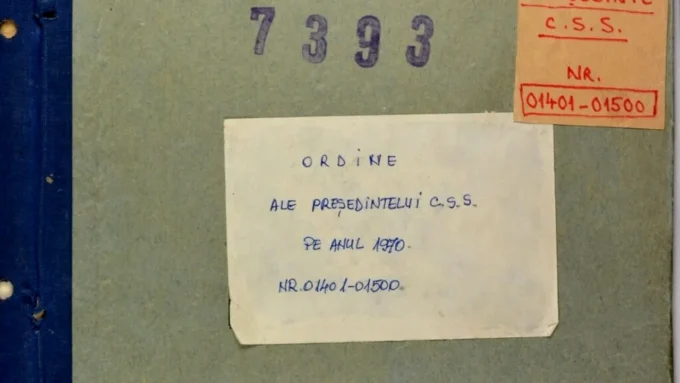 7393
C.S.S.
NR.
01401-01500
ORDINE
ALE PREȘEDINTELUI C.S.S.
PE ANUL 1970.
NR.01401-01500.